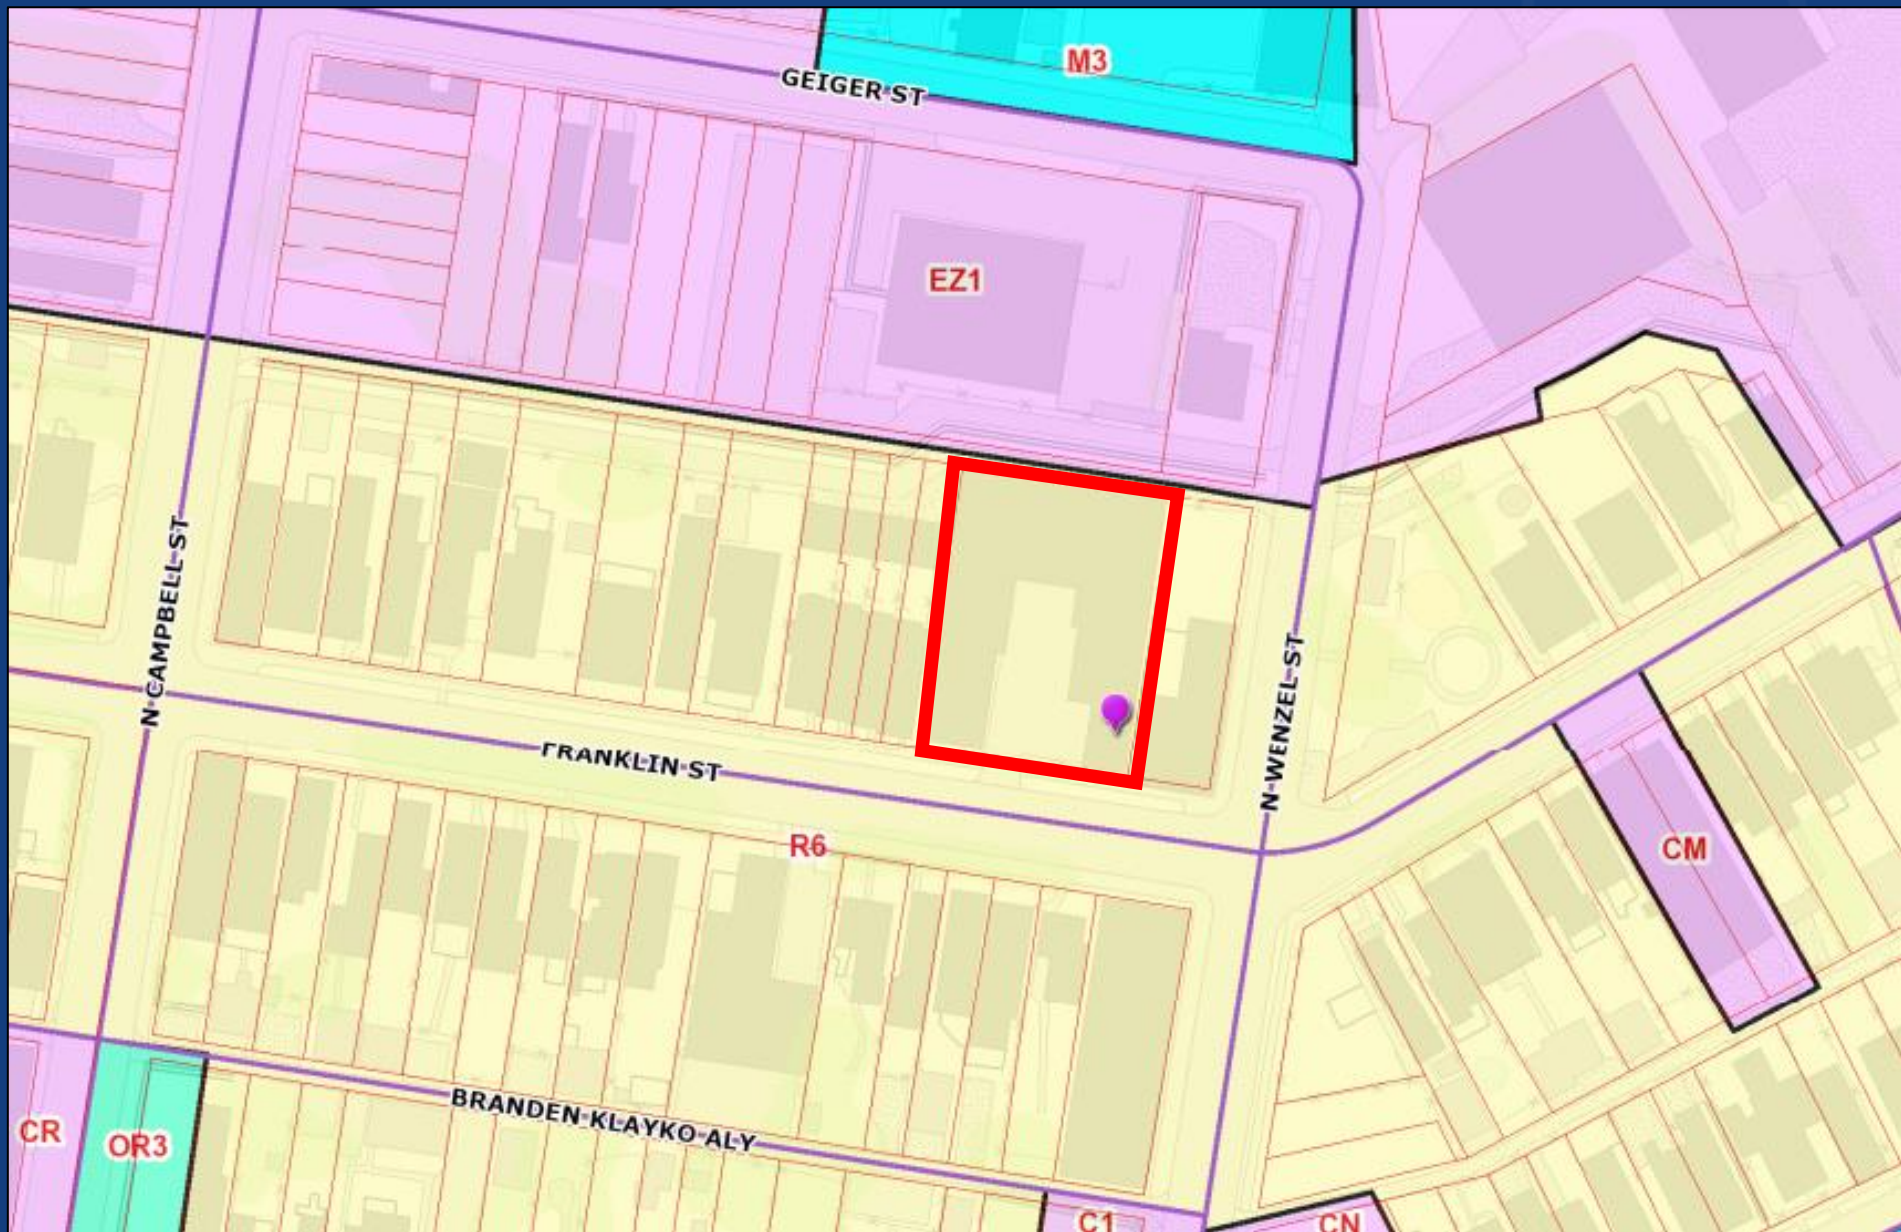 M3
GEIGER ST
EZ1
N CAMPBELL ST
N WENZEL ST
FRANKLIN ST
R6
CM
BRANDEN KLAYKO ALY
CR
OR3
C1
CN